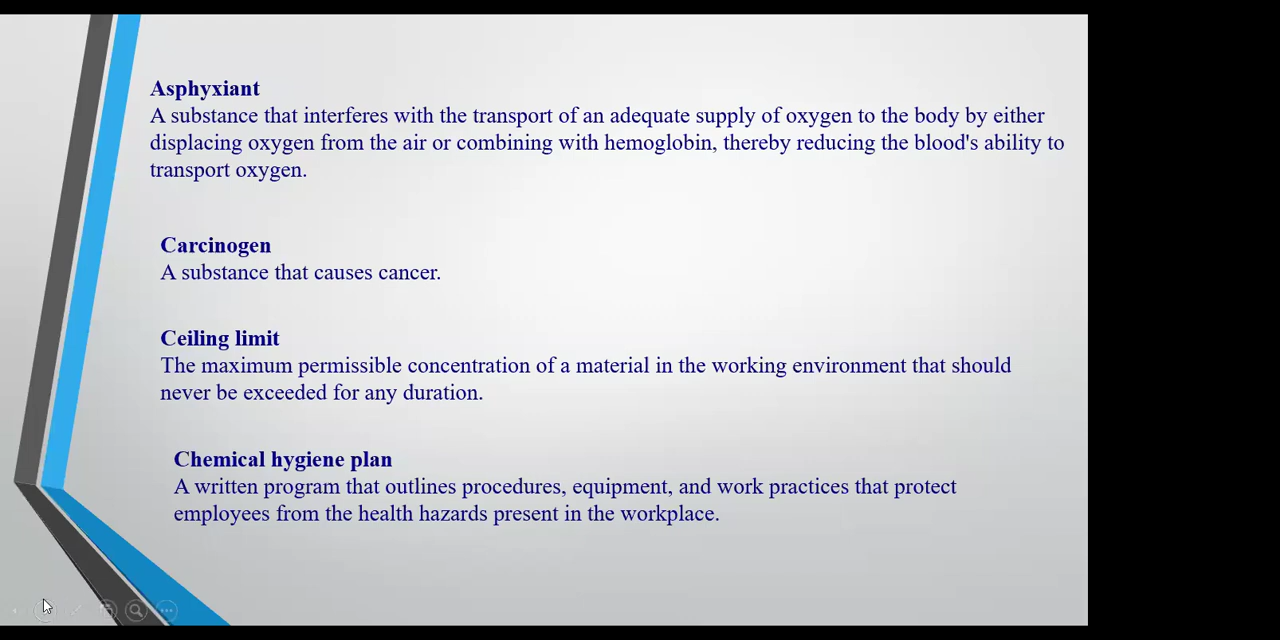 Asphyxiant
A substance that interferes with the transport of an adequate supply of oxygen to the body by either
displacing oxygen from the air or combining with hemoglobin, thereby reducing the blood's ability to
transport oxygen.
Carcinogen
A substance that causes cancer.
Ceiling limit
The maximum permissible concentration of a material in the working environment that should
never be exceeded for any duration.
Chemical hygiene plan
A written program that outlines procedures, equipment, and work practices that protect
employees from the health hazards present in the workplace.